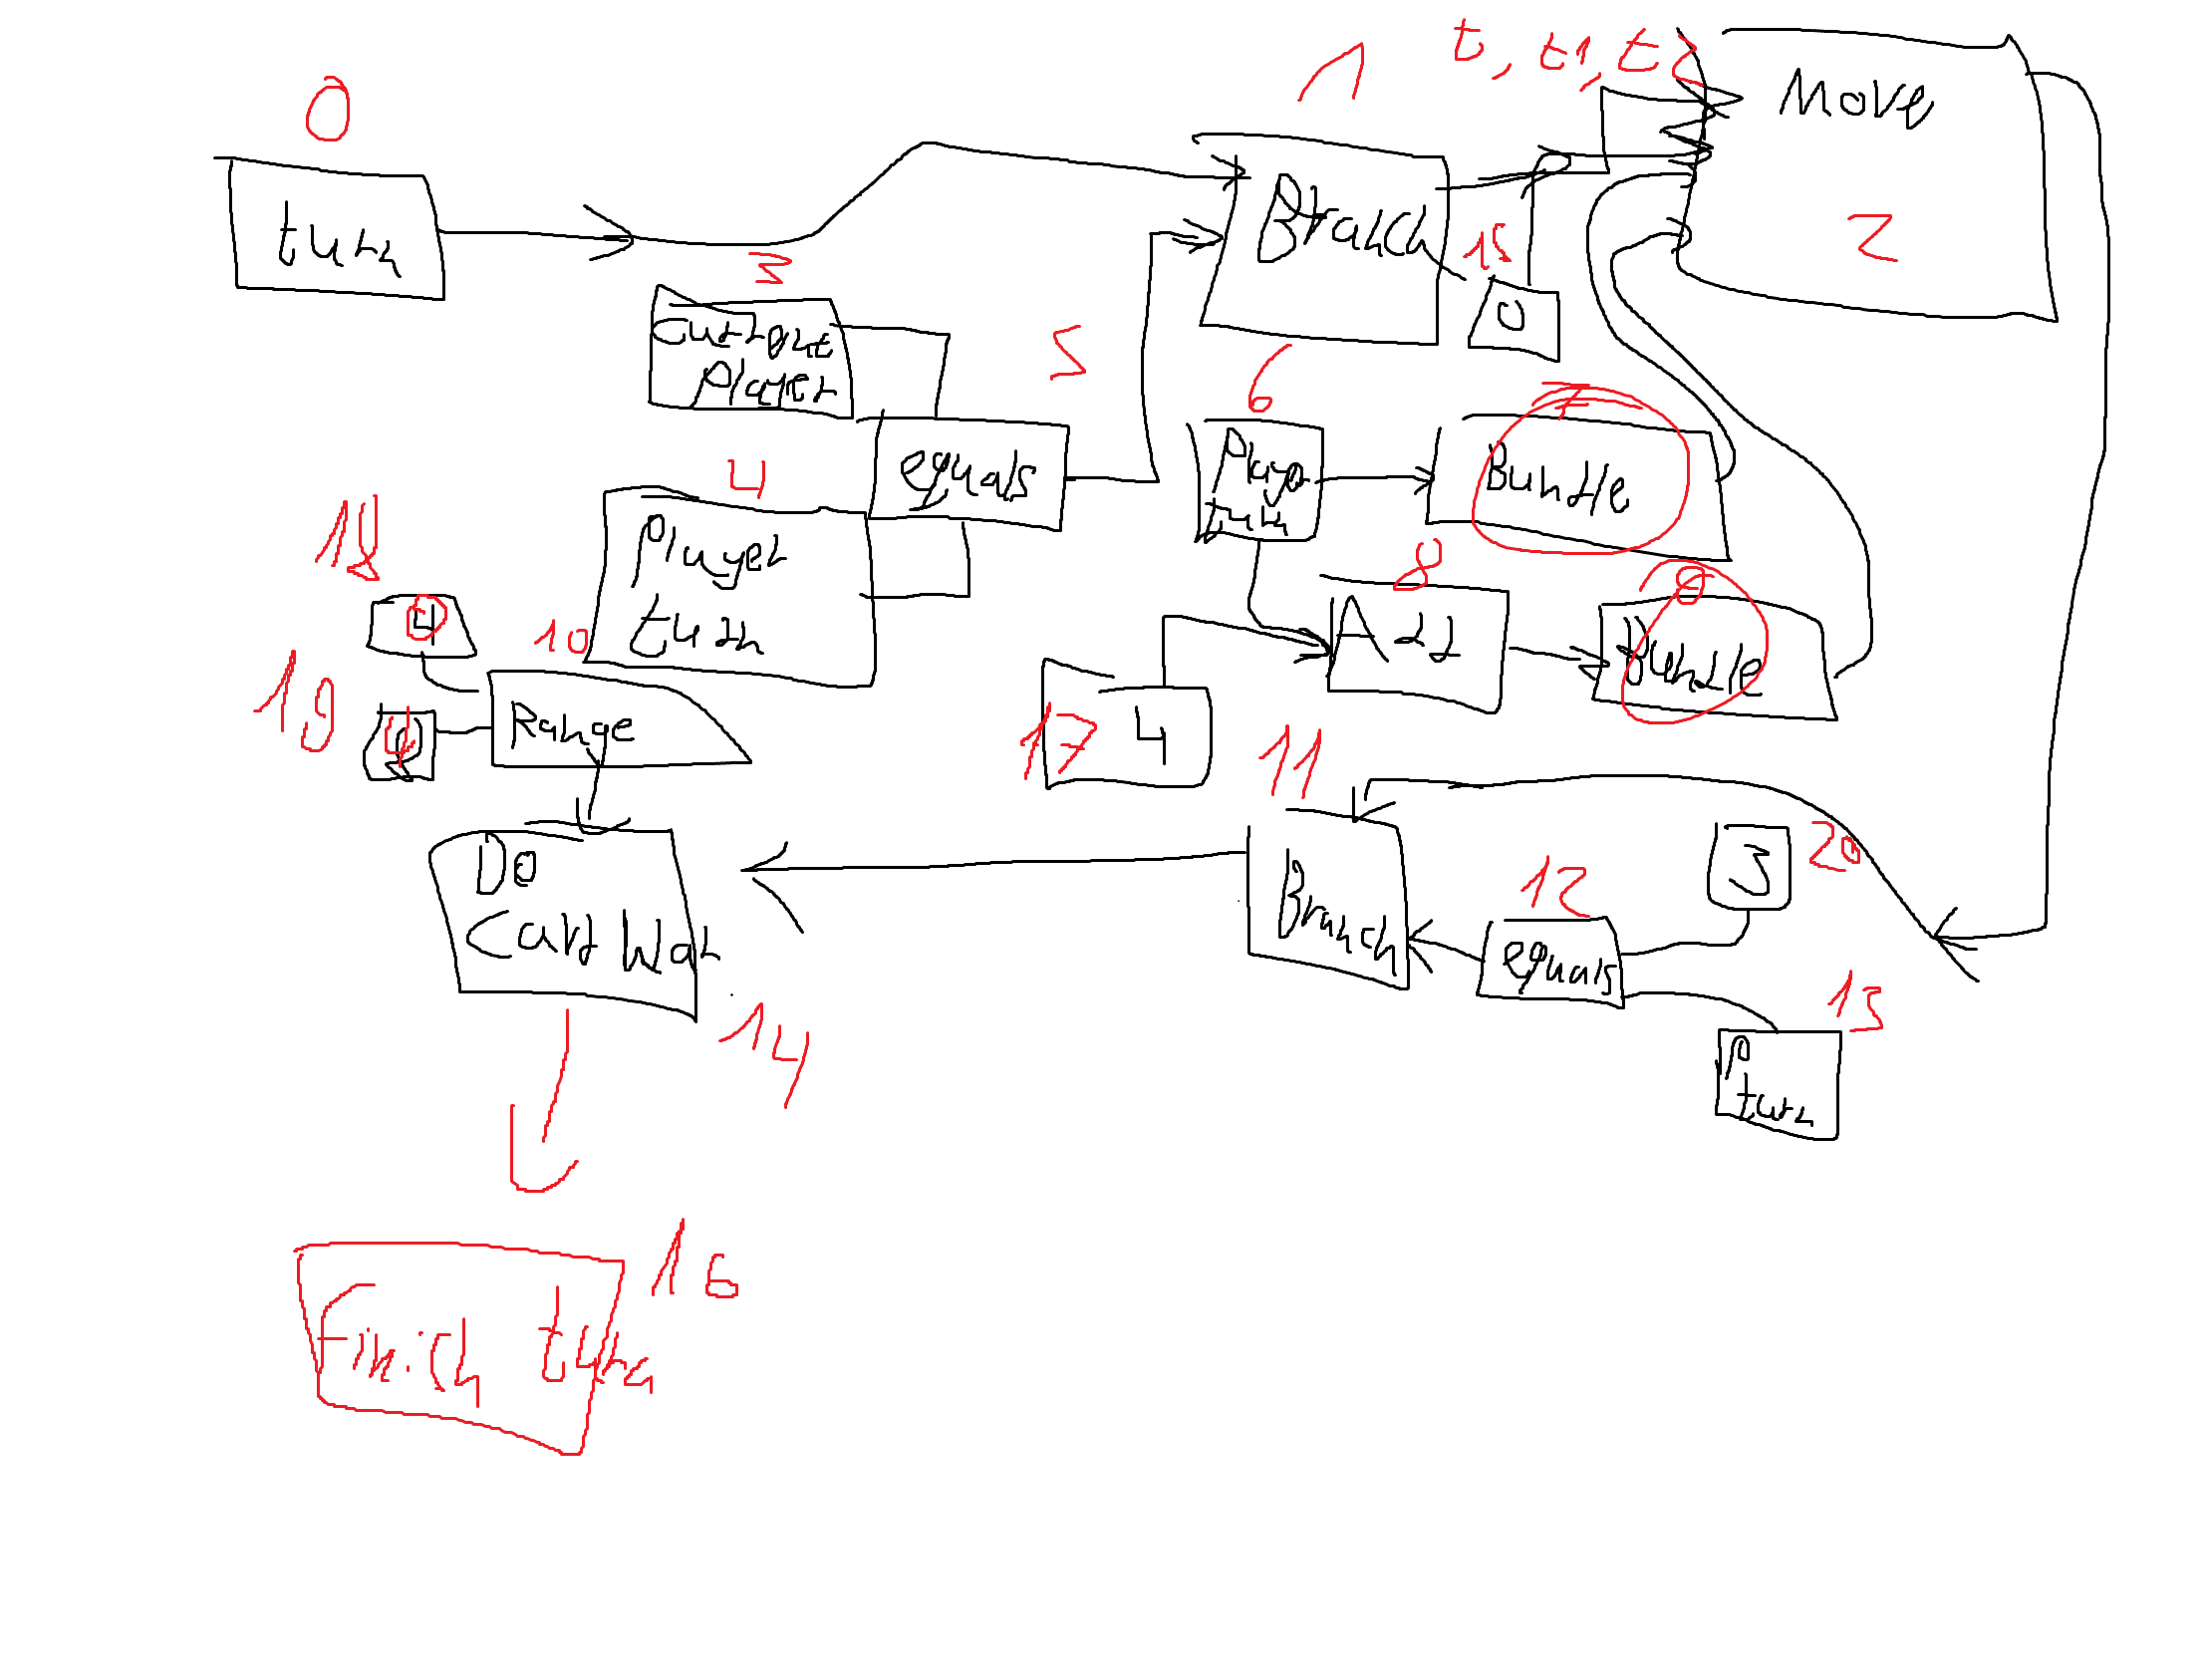 0
1
t, t1, t2
Move
turn
Branch
2
3
15
0
Current
Player
5
6
7
equals
Player
turn
Bundle
4
18
Player
turn
8
9
0
10
Add
Bundle
19
4
Range
17
4
11
Do
Card War
Branch
12
3
20
equals
13
P
turn
14
16
Finich turn